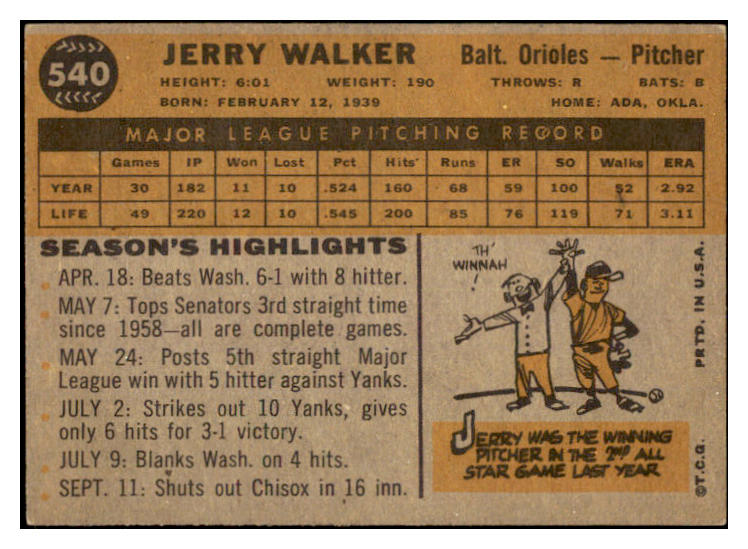 540
JERRY WALKER Balt. Orioles — Pitcher
HEIGHT: 6:01 WEIGHT: 190 THROWS: R BATS: B
BORN: FEBRUARY 12, 1939 HOME: ADA, OKLA.
MAJOR LEAGUE PITCHING RECORD
Games IP Won Lost Pct Hits Runs ER SO Walks ERA
YEAR 30 182 11 10 .524 160 68 59 100 52 2.92
LIFE 49 220 12 10 .545 200 85 76 119 71 3.11
SEASON'S HIGHLIGHTS
APR. 18: Beats Wash. 6-1 with 8 hitter.
MAY 7: Tops Senators 3rd straight time
since 1958—all are complete games.
MAY 24: Posts 5th straight Major
League win with 5 hitter against Yanks.
JULY 2: Strikes out 10 Yanks, gives
only 6 hits for 3-1 victory.
JULY 9: Blanks Wash. on 4 hits.
SEPT. 11: Shuts out Chisox in 16 inn.
TH'
WINNAH
!
JERRY WAS THE WINNING
PITCHER IN THE 2ND ALL
STAR GAME LAST YEAR
©T.C.G. PRTD. IN U.S.A.